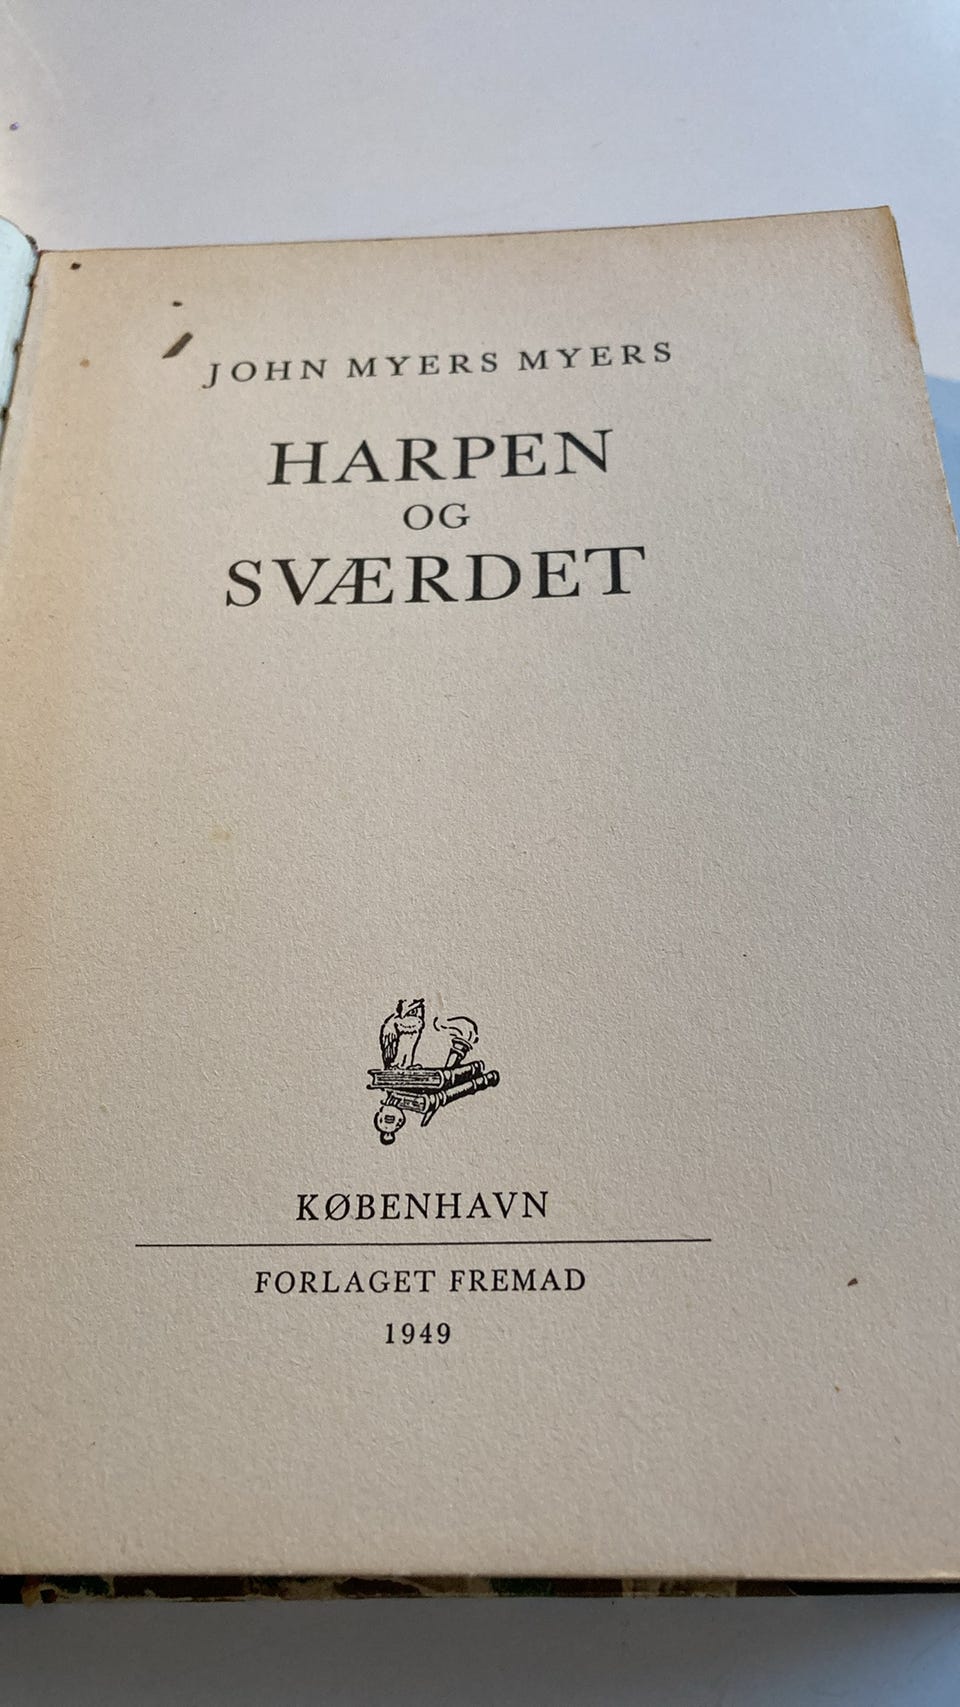 JOHN MYERS MYERS
HARPEN
OG
SVÆRDET
KØBENHAVN
FORLAGET FREMAD
1949